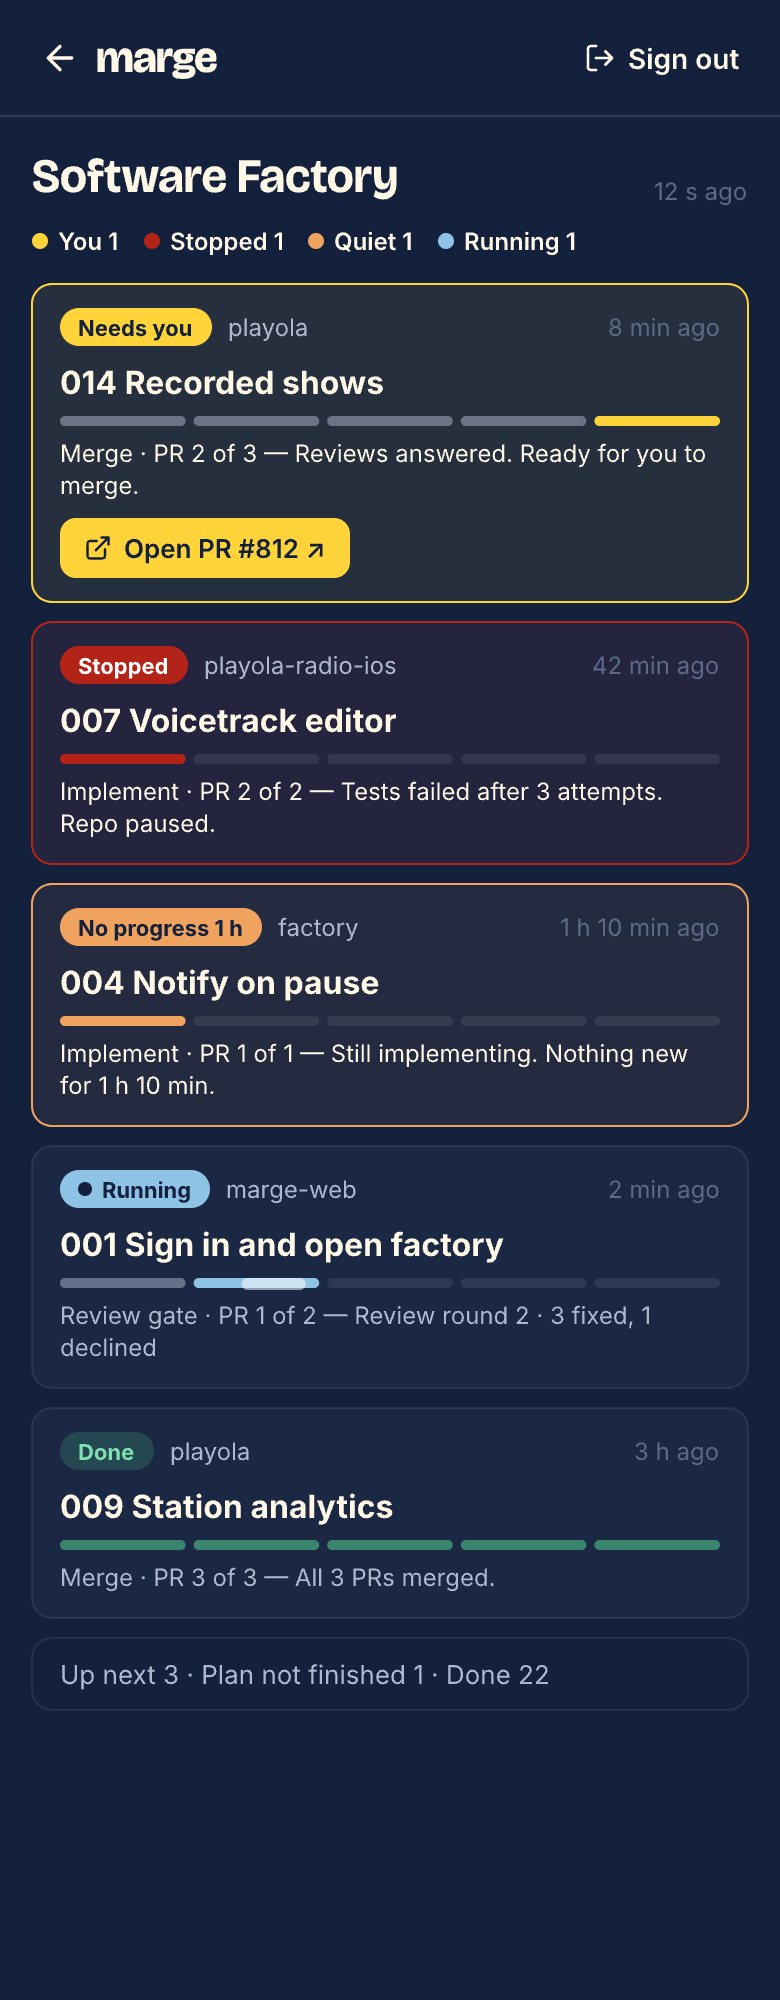 marge
Sign out
Software Factory
12 s ago
You 1
Stopped 1
Quiet 1
Running 1
Needs you
playola
8 min ago
014 Recorded shows
Merge · PR 2 of 3 — Reviews answered. Ready for you to
merge.
Open PR #812 ↗
Stopped
playola-radio-ios
42 min ago
007 Voicetrack editor
Implement · PR 2 of 2 — Tests failed after 3 attempts.
Repo paused.
No progress 1 h
factory
1 h 10 min ago
004 Notify on pause
Implement · PR 1 of 1 — Still implementing. Nothing new
for 1 h 10 min.
Running
marge-web
2 min ago
001 Sign in and open factory
Review gate · PR 1 of 2 — Review round 2 · 3 fixed, 1
declined
Done
playola
3 h ago
009 Station analytics
Merge · PR 3 of 3 — All 3 PRs merged.
Up next 3 · Plan not finished 1 · Done 22